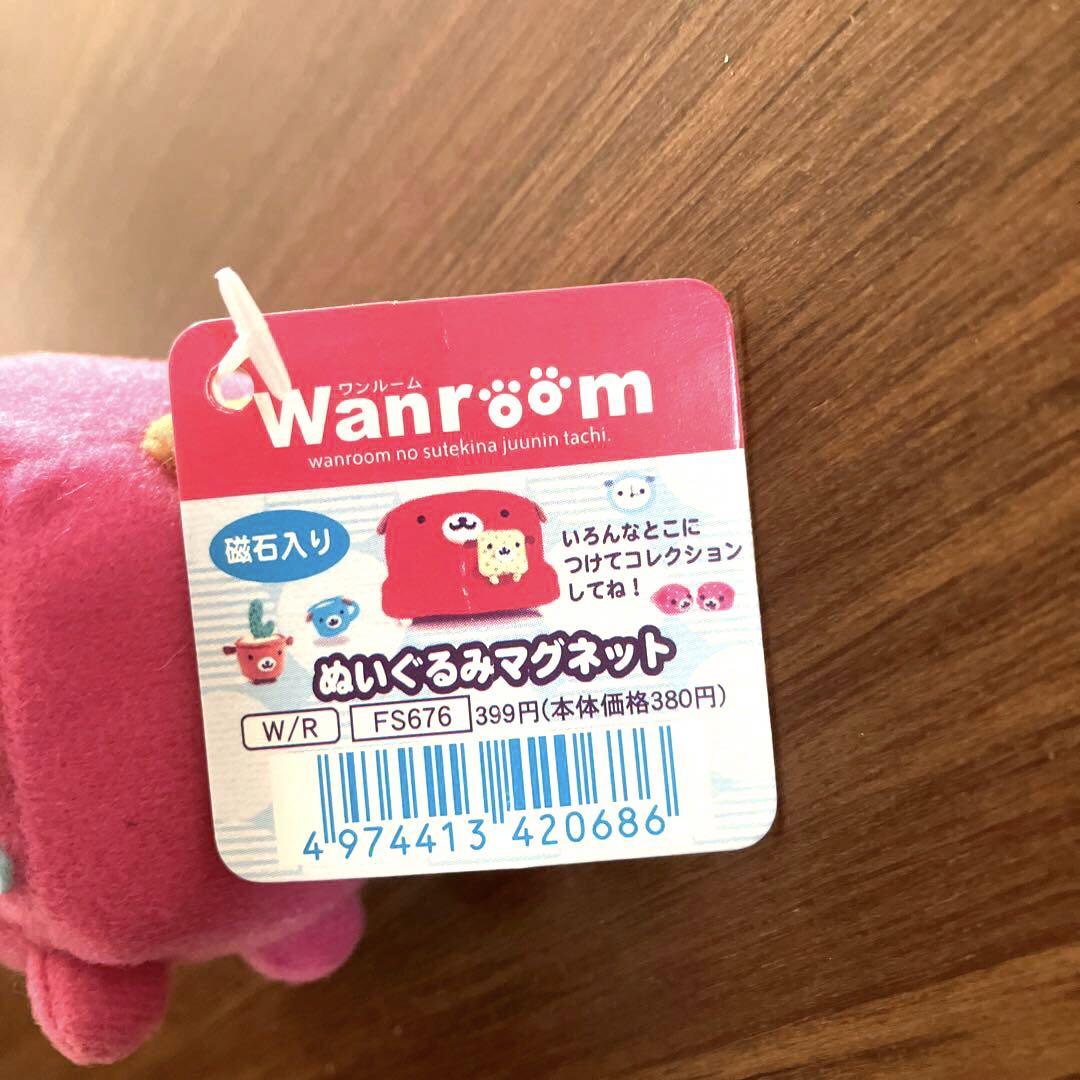 ワンルーム
Wanroom
wanroom no sutekina juunin tachi.
磁石入り
いろんなとこに
つけてコレクション
してね!
ぬいぐるみマグネット
W/R FS676 399円(本体価格380円)
4 974413 420686